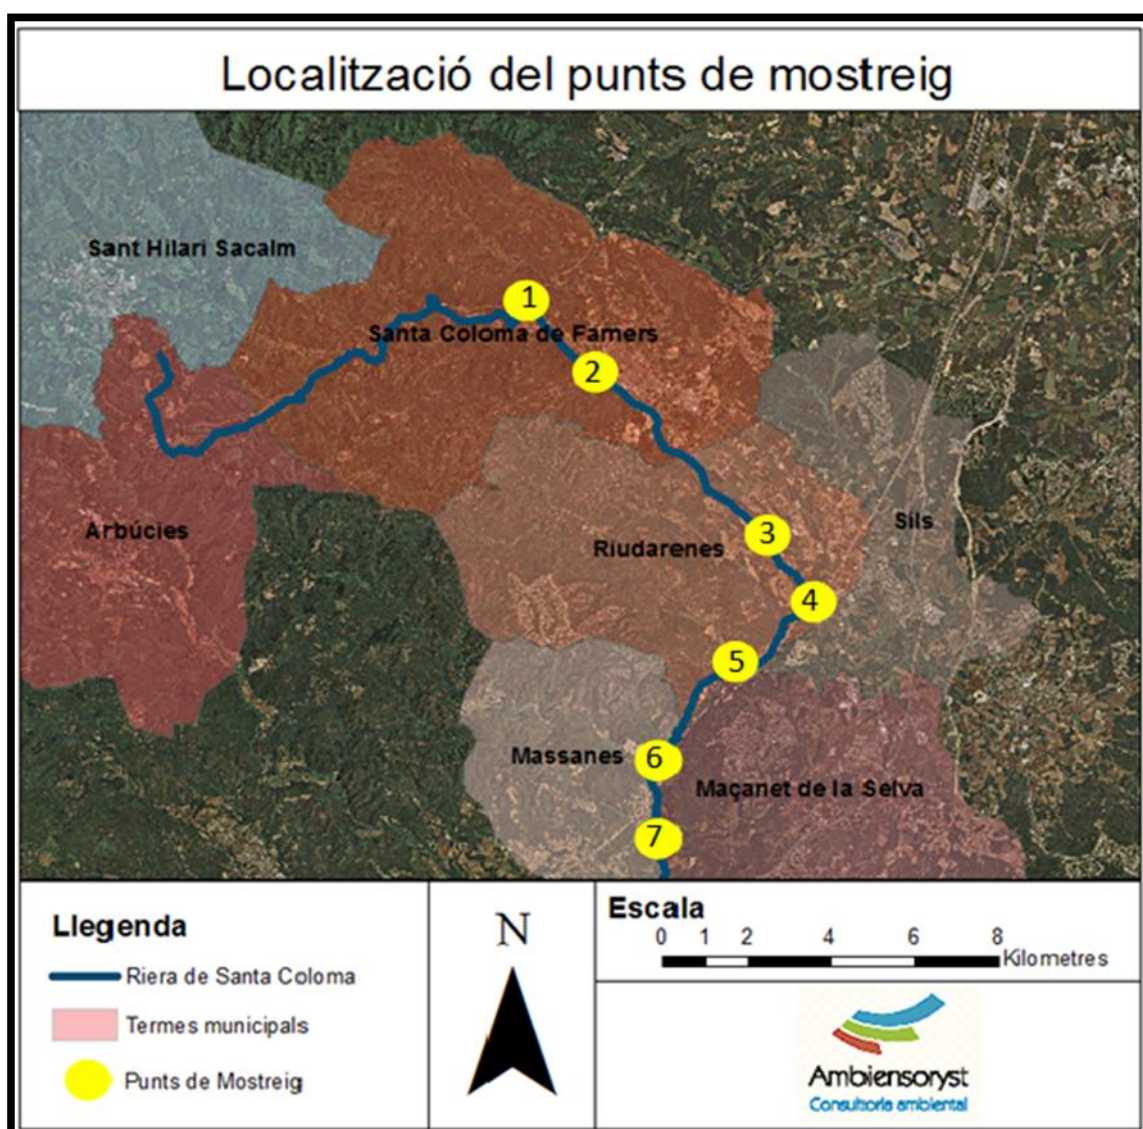 Localització del punts de mostreig
Sant Hilari Sacalm
1
Santa Coloma de Famers
2
Arbúcies
Sils
3
Riudarenes
4
5
Massanes
6
Maçanet de la Selva
7
Llegenda
Riera de Santa Coloma
Termes municipals
Punts de Mostreig
N
Escala
0 1 2 4 6 8
Kilometres
Ambiensoryst
Consultoria ambiental